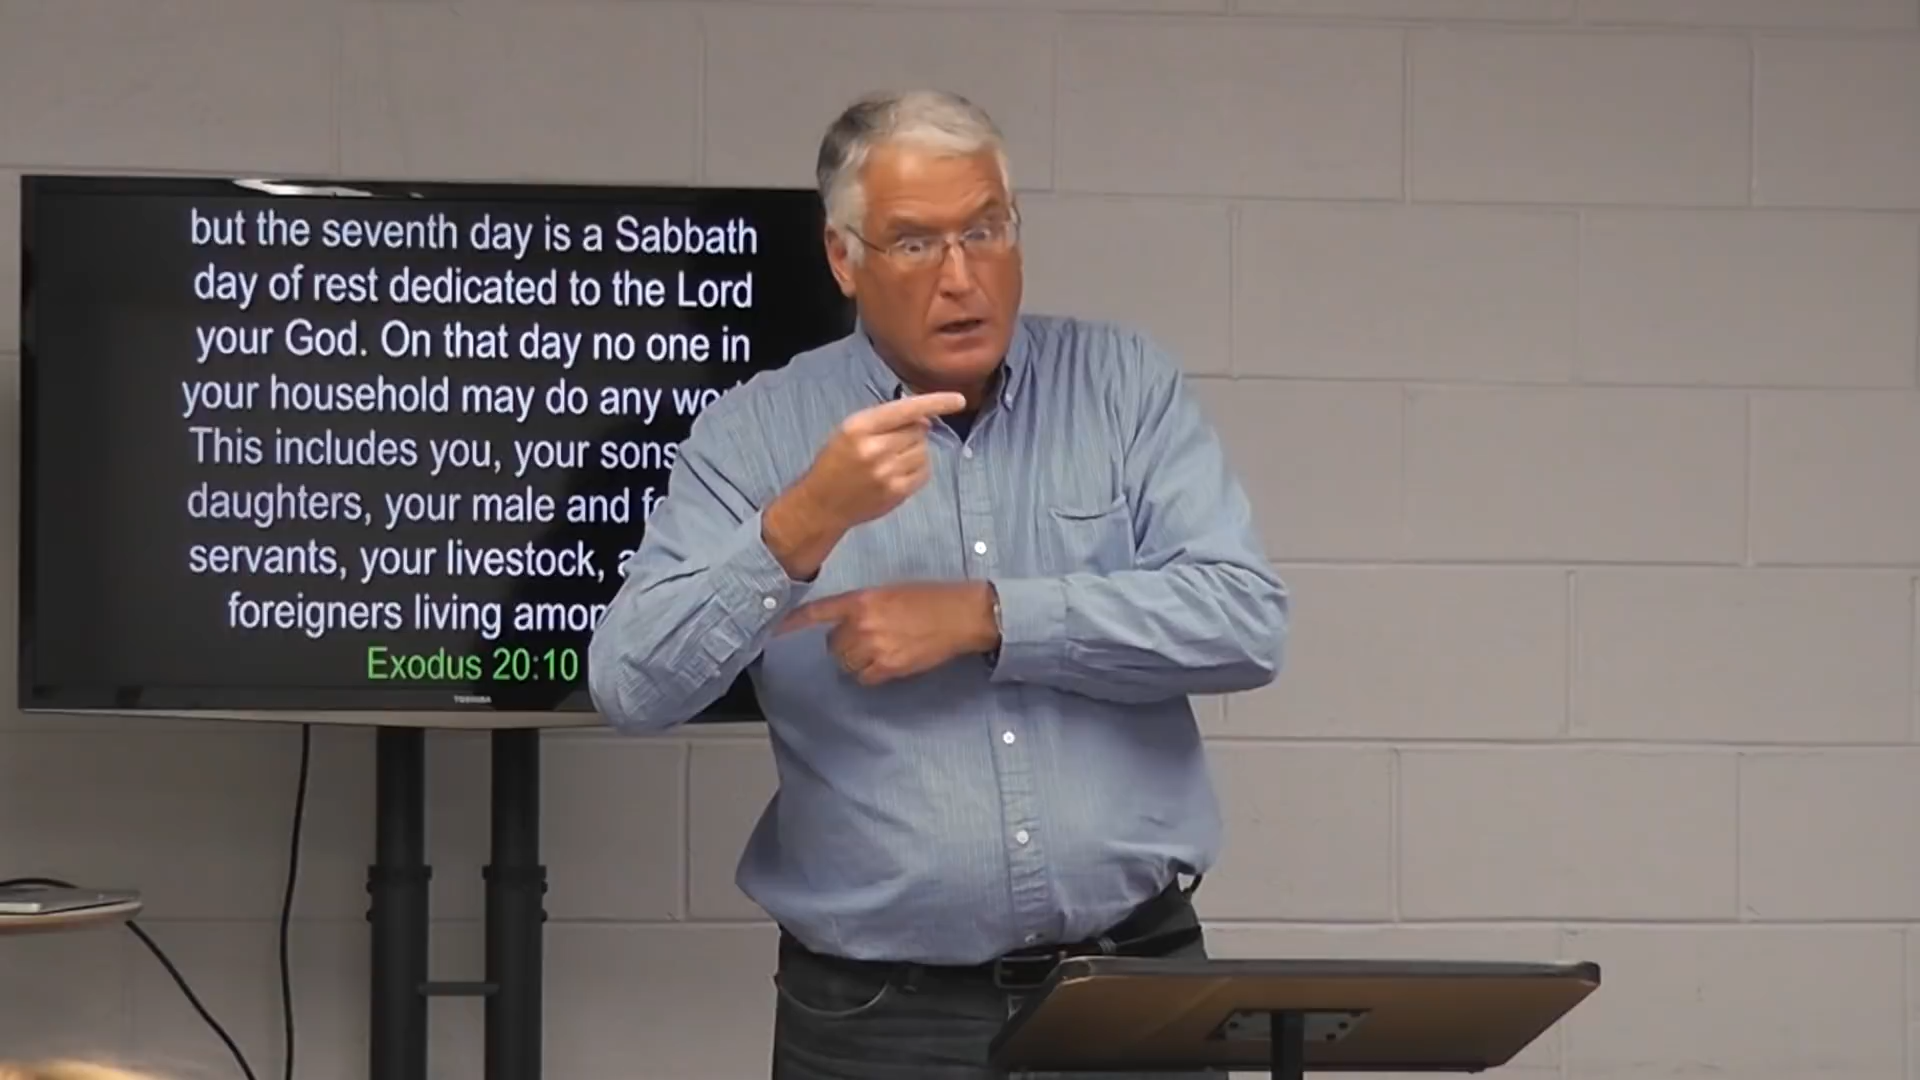 but the seventh day is a Sabbath
day of rest dedicated to the Lord
your God. On that day no one in
your household may do any
This includes you, your sons
daughters, your male and
servants, your livestock,
foreigners living
Exodus 20:10
TOSHIBA